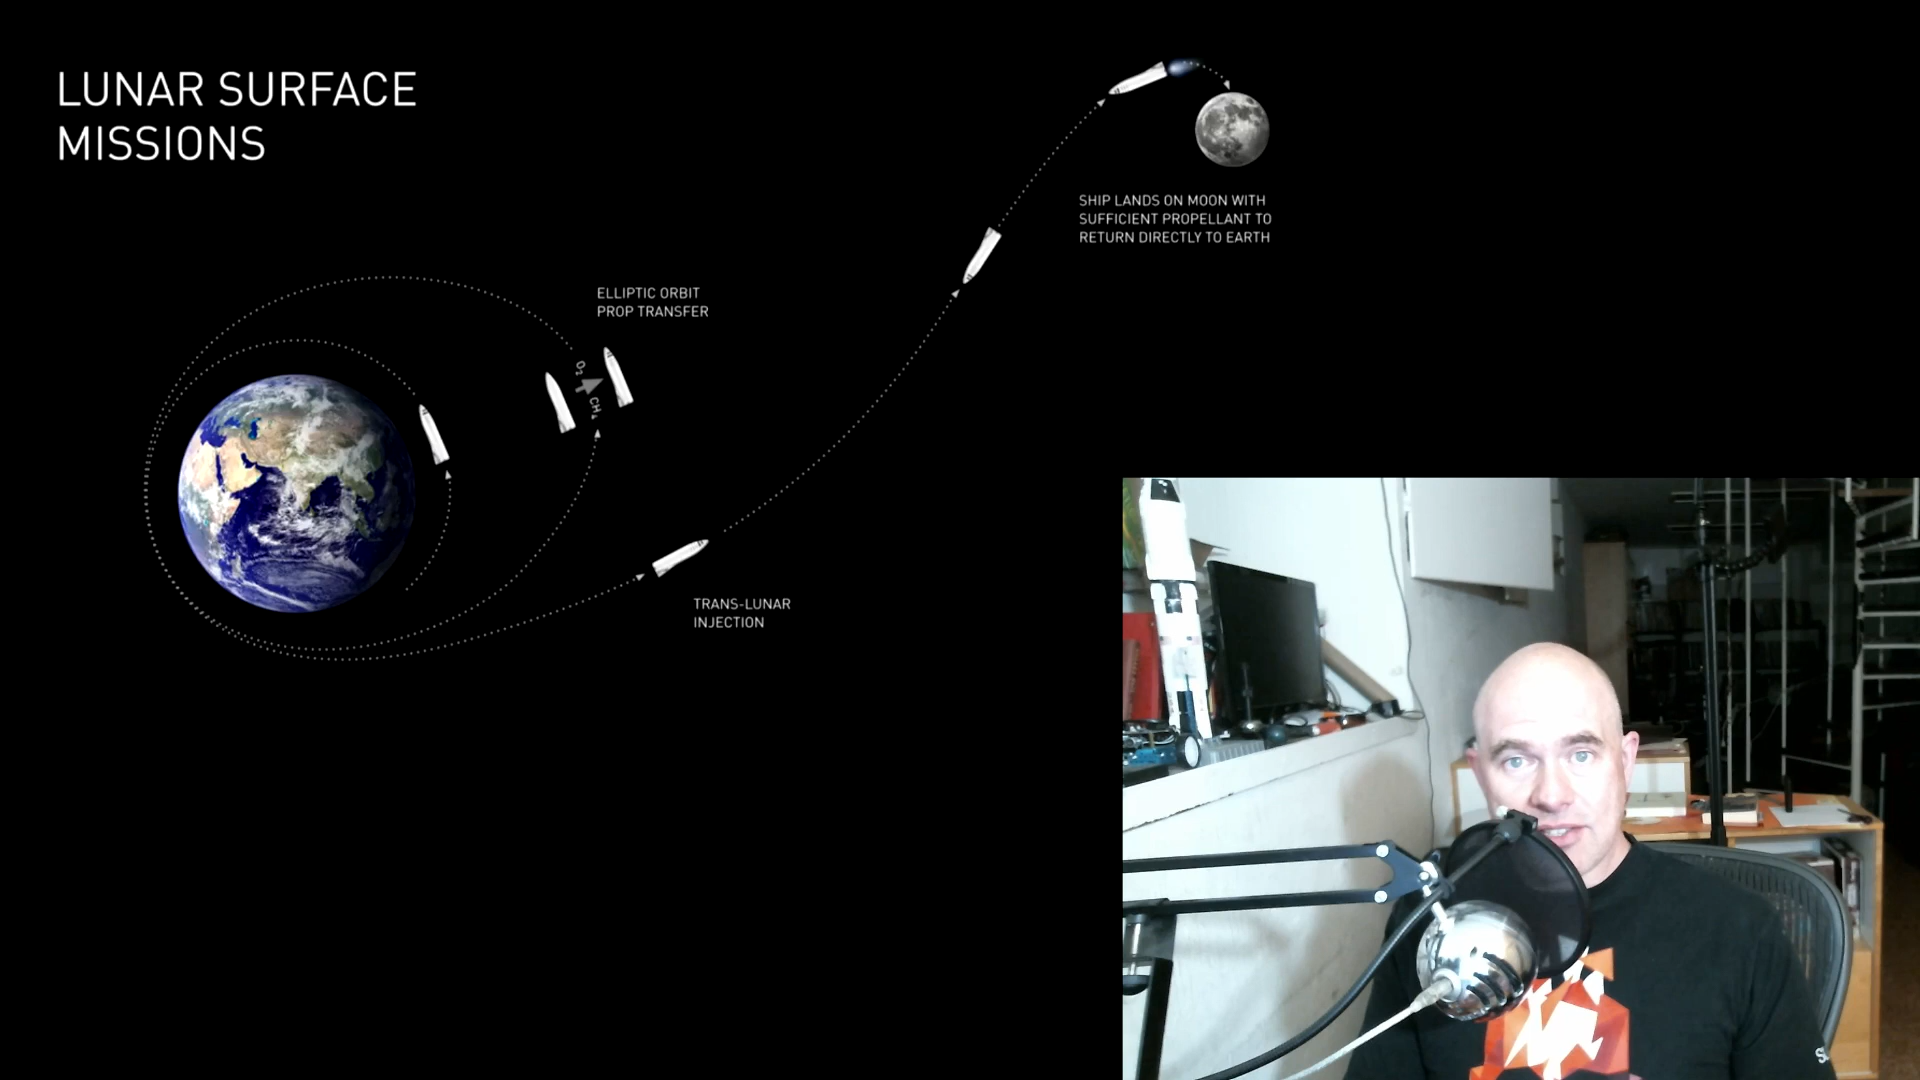 LUNAR SURFACE
MISSIONS
SHIP LANDS ON MOON WITH
SUFFICIENT PROPELLANT TO
RETURN DIRECTLY TO EARTH
ELLIPTIC ORBIT
PROP TRANSFER
O₂
CH₄
TRANS-LUNAR
INJECTION